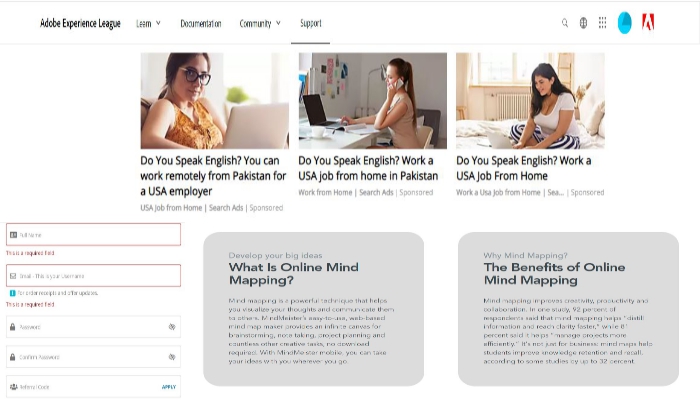 Adobe Experience League
Learn
Documentation
Community
Support
Do You Speak English? You can
work remotely from Pakistan for
a USA employer
USA Job from Home | Search Ads | Sponsored
Do You Speak English? Work a
USA job from home in Pakistan
Work from Home | Search Ads | Sponsored
Do You Speak English? Work a
USA Job From Home
Work a Usa Job from Home | Sea... | Sponsored
Full Name
This is a required field
Email - This is your username
For order receipts and offer updates.
This is a required field
Password
Confirm Password
Referral Code
APPLY
Develop your big ideas
What Is Online Mind
Mapping?
Mind mapping is a powerful technique that helps
you visualize your thoughts and communicate them
to others. MindMeister's easy-to-use, web-based
mind map maker provides an infinite canvas for
brainstorming, note taking, project planning and
countless other creative tasks, no download
required. With MindMeister mobile, you can take
your ideas with you wherever you go.
Why Mind Mapping?
The Benefits of Online
Mind Mapping
Mind mapping improves creativity, productivity and
collaboration. In one study, 92 percent of
respondents said that mind mapping helps "distill
information and reach clarity faster," while 67
percent said it helps "manage projects more
efficiently." It's not just for business: mind maps help
students improve knowledge retention and recall,
according to some studies by up to 32 percent.